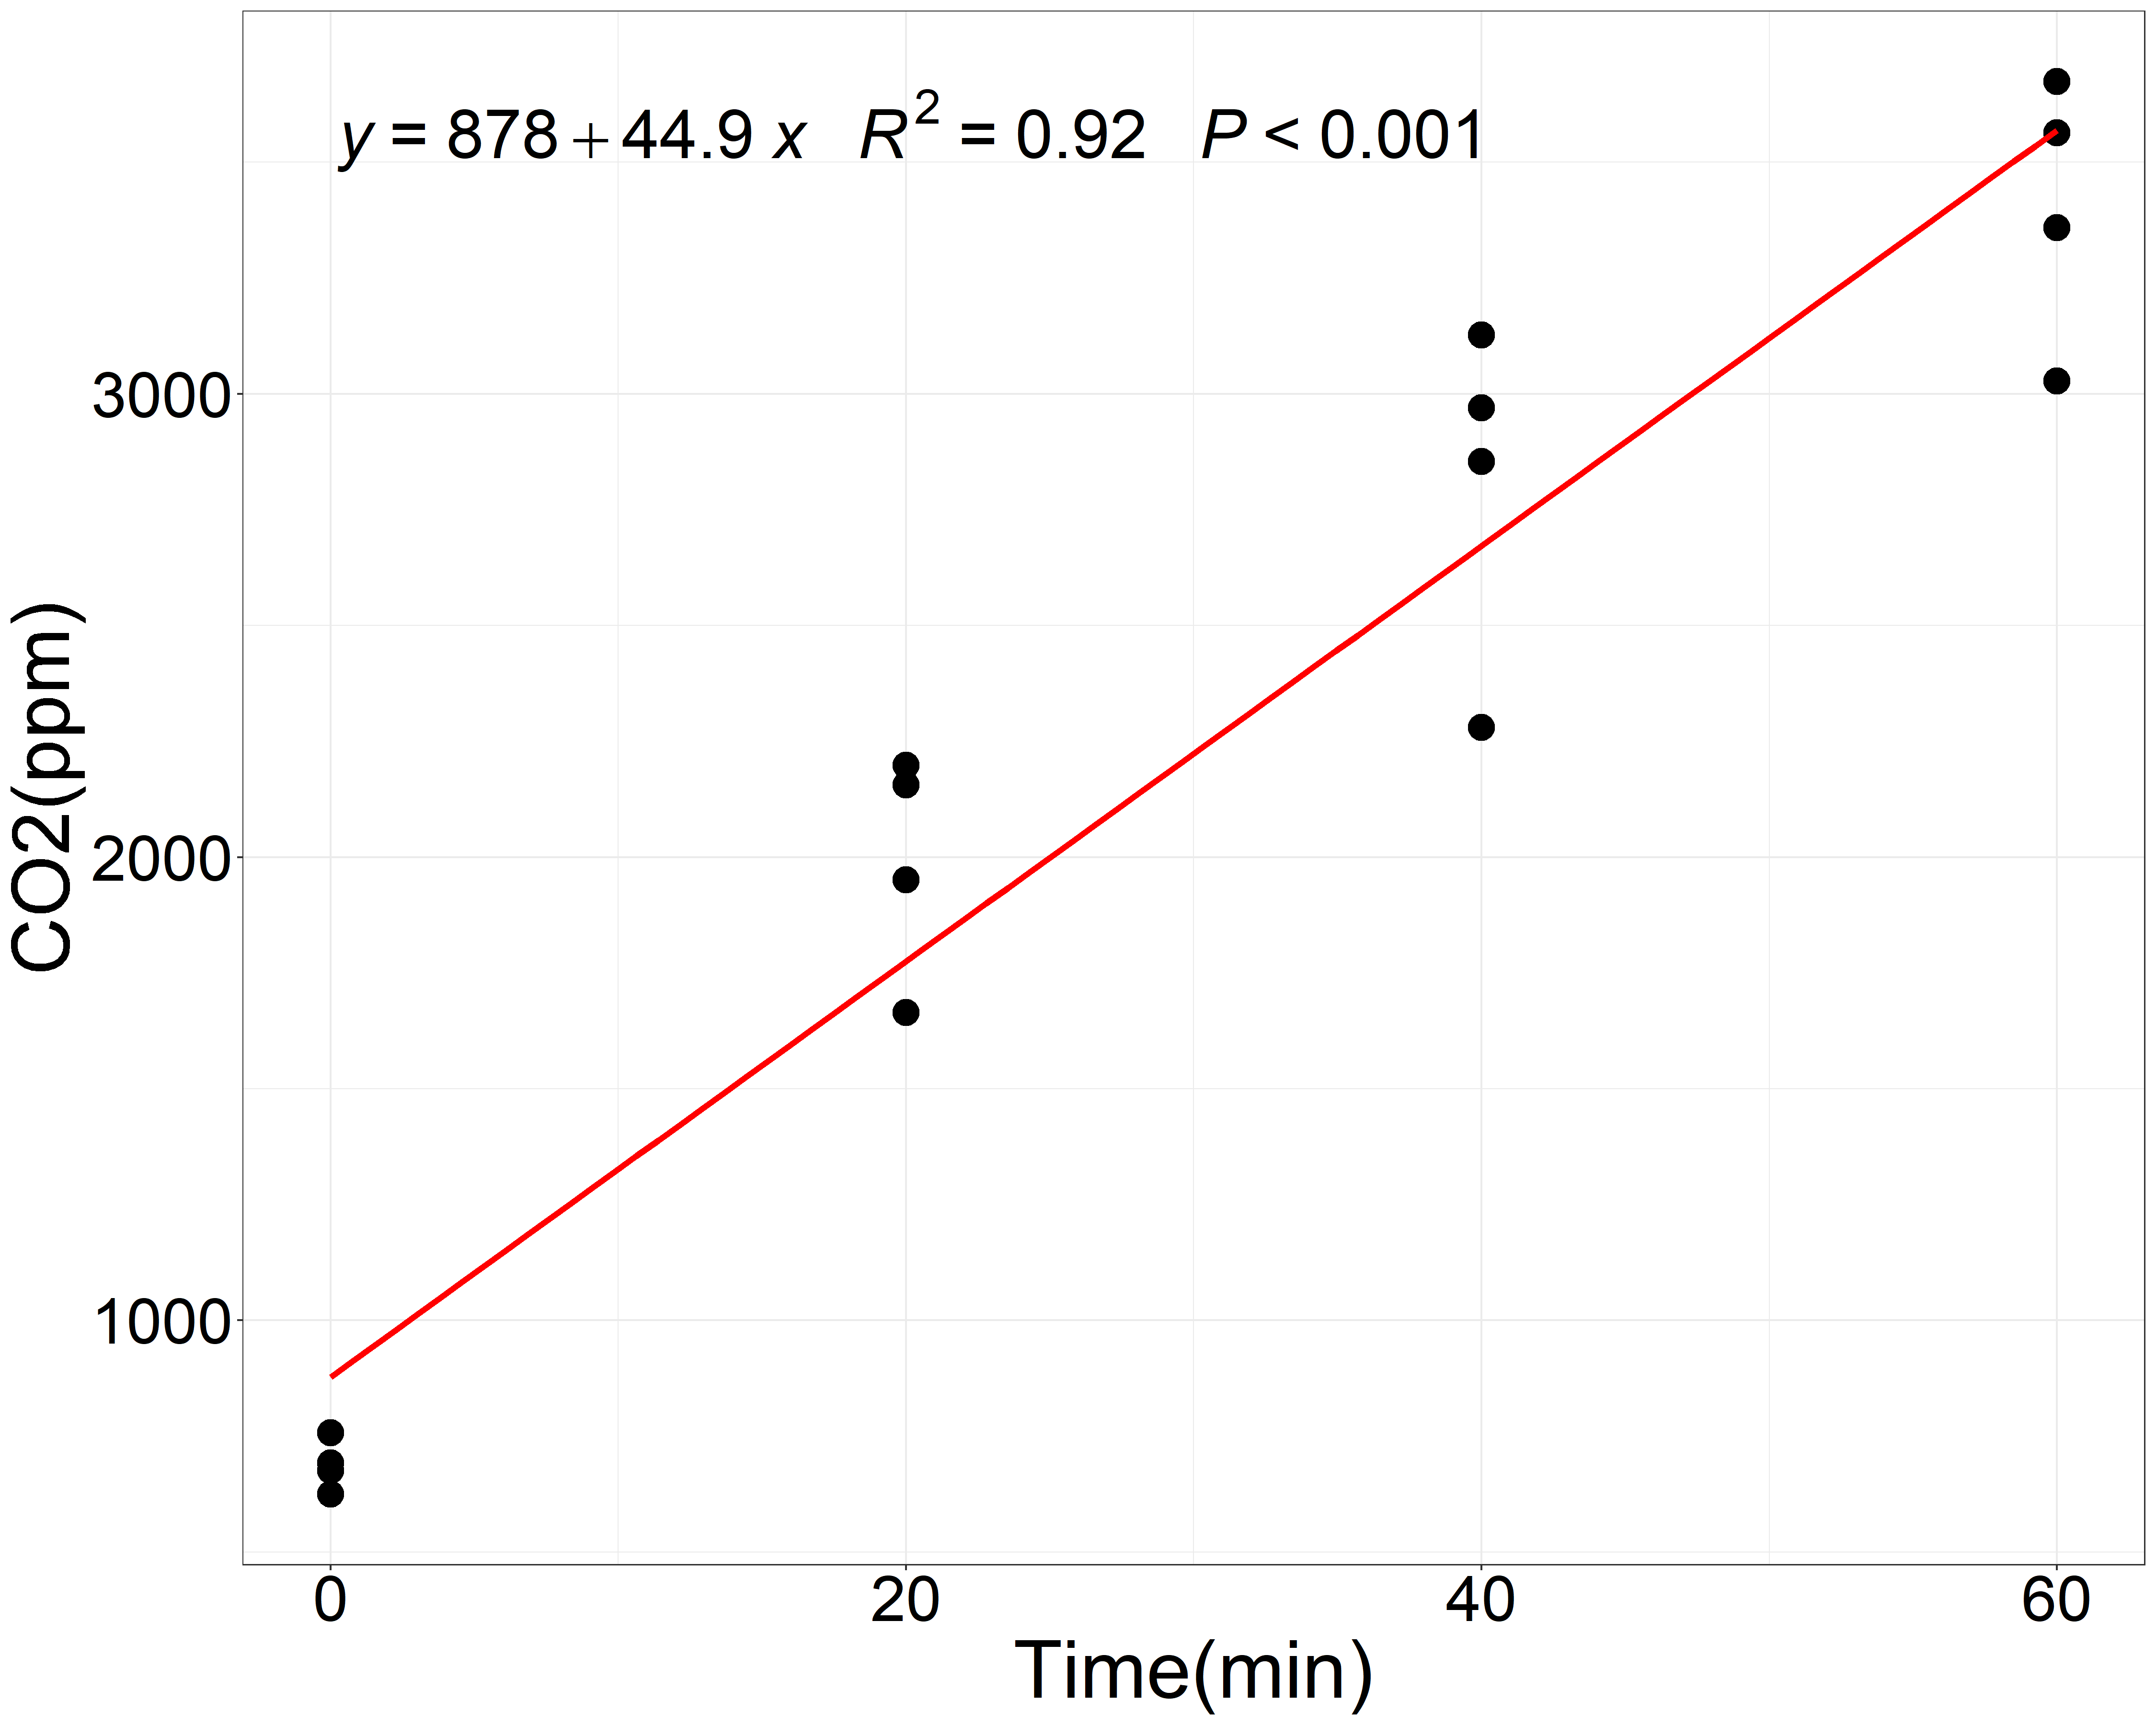 y = 878 + 44.9 x R² = 0.92 P < 0.001
3000
2000
1000
CO2(ppm)
0 20 40 60
Time(min)